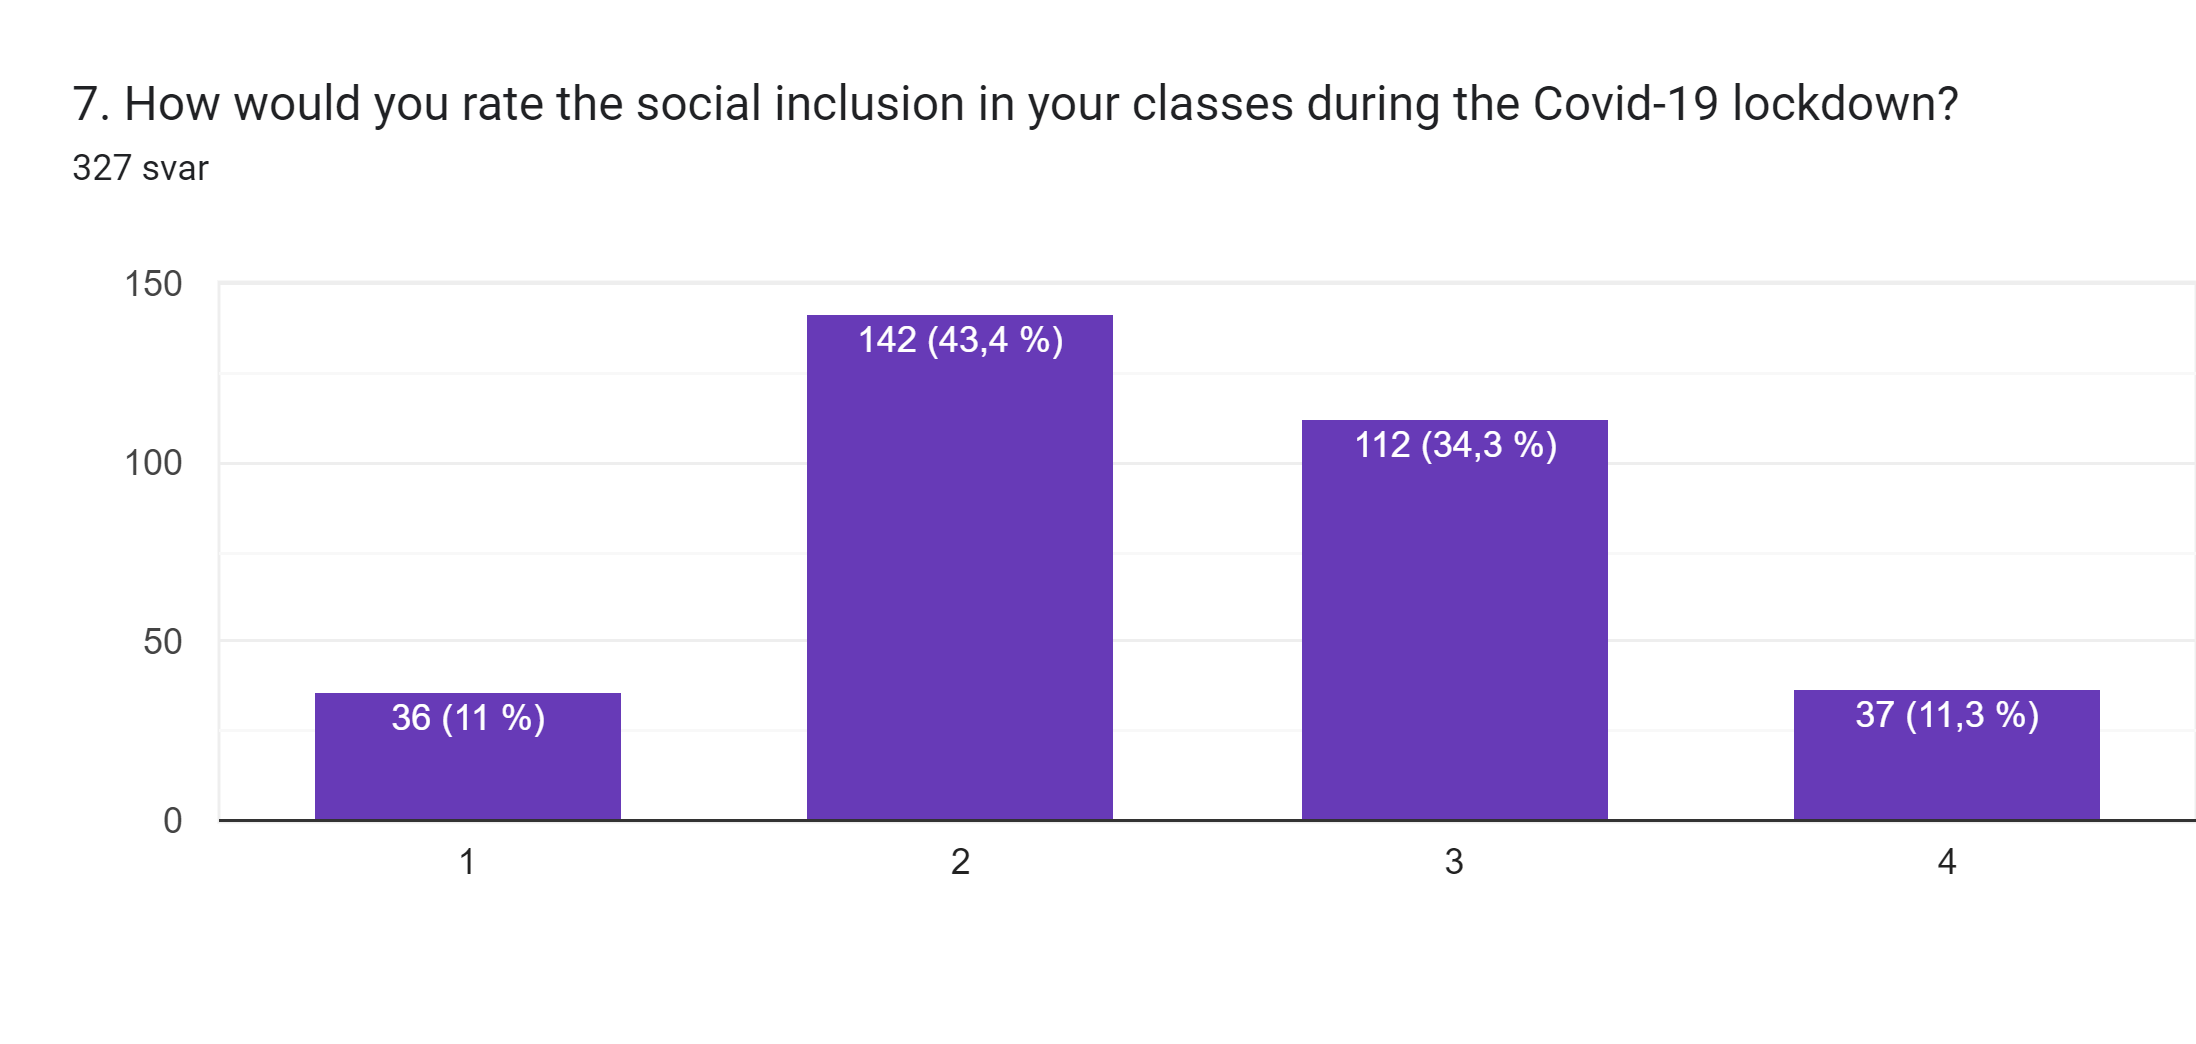 7. How would you rate the social inclusion in your classes during the Covid-19 lockdown?
327 svar
150
100
50
0
142 (43,4 %)
112 (34,3 %)
36 (11 %)
37 (11,3 %)
1
2
3
4